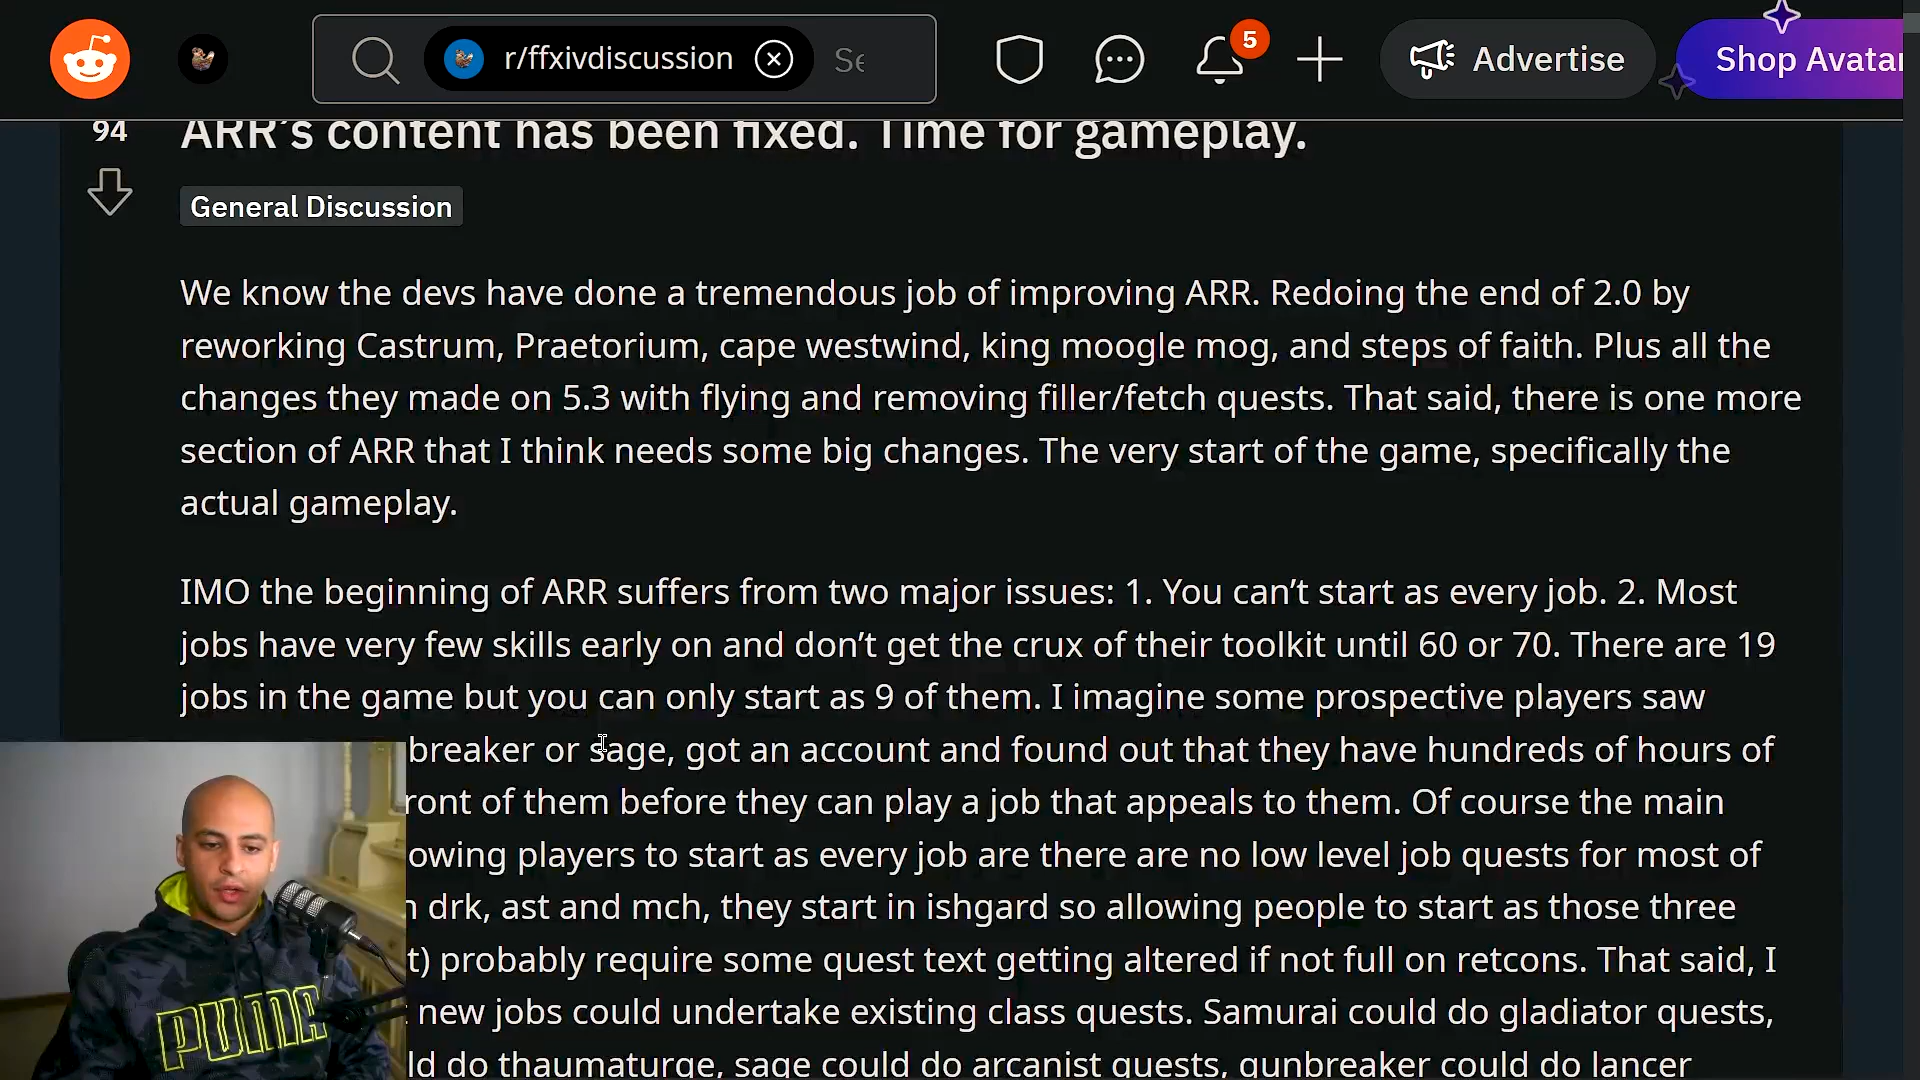 r/ffxivdiscussion
Se
5
Advertise
Shop Avatar
94
ARR's content has been fixed. Time for gameplay.
General Discussion
We know the devs have done a tremendous job of improving ARR. Redoing the end of 2.0 by
reworking Castrum, Praetorium, cape westwind, king moogle mog, and steps of faith. Plus all the
changes they made on 5.3 with flying and removing filler/fetch quests. That said, there is one more
section of ARR that I think needs some big changes. The very start of the game, specifically the
actual gameplay.
IMO the beginning of ARR suffers from two major issues: 1. You can’t start as every job. 2. Most
jobs have very few skills early on and don’t get the crux of their toolkit until 60 or 70. There are 19
jobs in the game but you can only start as 9 of them. I imagine some prospective players saw
breaker or sage, got an account and found out that they have hundreds of hours of
ront of them before they can play a job that appeals to them. Of course the main
owing players to start as every job are there are no low level job quests for most of
drk, ast and mch, they start in ishgard so allowing people to start as those three
t) probably require some quest text getting altered if not full on retcons. That said, I
new jobs could undertake existing class quests. Samurai could do gladiator quests,
ld do thaumaturge, sage could do arcanist quests, gunbreaker could do lancer
PUMA